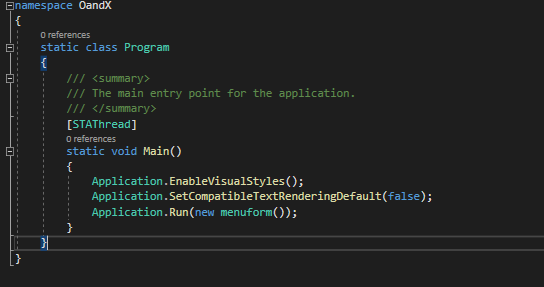 namespace OandX
{
0 references
static class Program
{
/// <summary>
/// The main entry point for the application.
/// </summary>
[STAThread]
0 references
static void Main()
{
Application.EnableVisualStyles();
Application.SetCompatibleTextRenderingDefault(false);
Application.Run(new menuform());
}
}
}